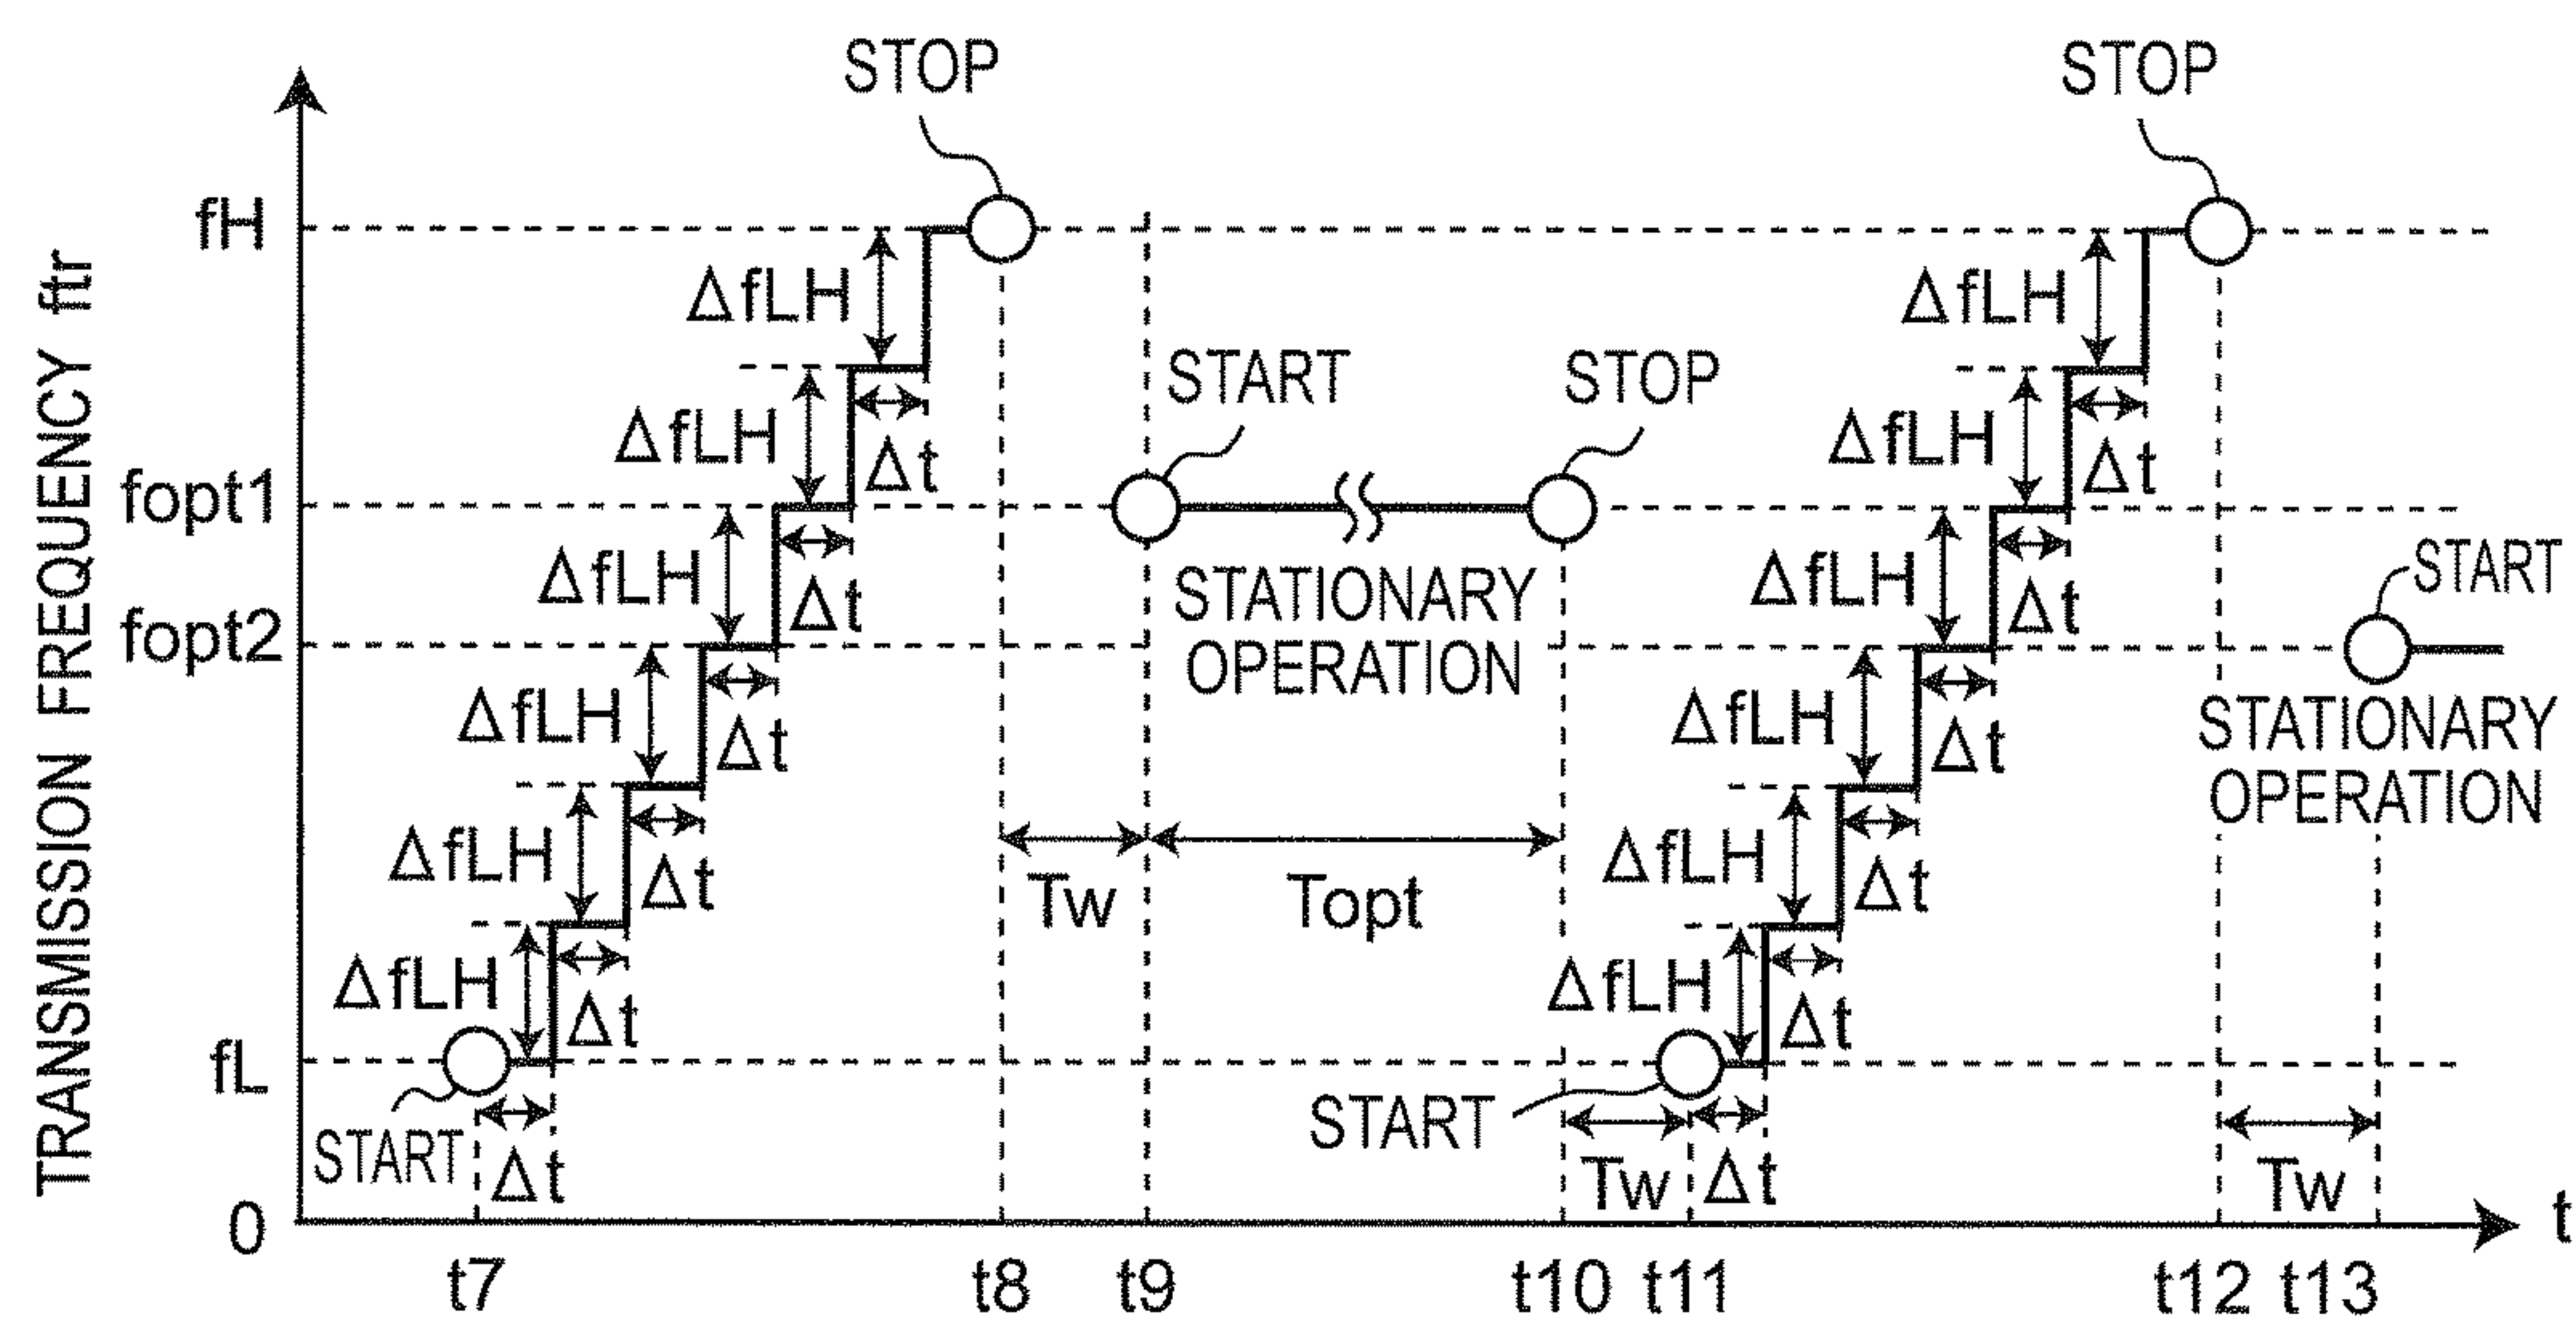 STOP
STOP
fH
ΔfLH
ΔfLH
START
STOP
ΔfLH
Δt
ΔfLH
Δt
fopt1
ΔfLH
Δt
STATIONARY
OPERATION
ΔfLH
Δt
START
fopt2
ΔfLH
Δt
ΔfLH
Δt
STATIONARY
OPERATION
ΔfLH
Δt
Tw
Topt
ΔfLH
Δt
ΔfLH
Δt
ΔfLH
Δt
fL
START
Δt
START
Tw
Δt
Tw
0
t
t7
t8
t9
t10
t11
t12
t13
TRANSMISSION FREQUENCY ftr